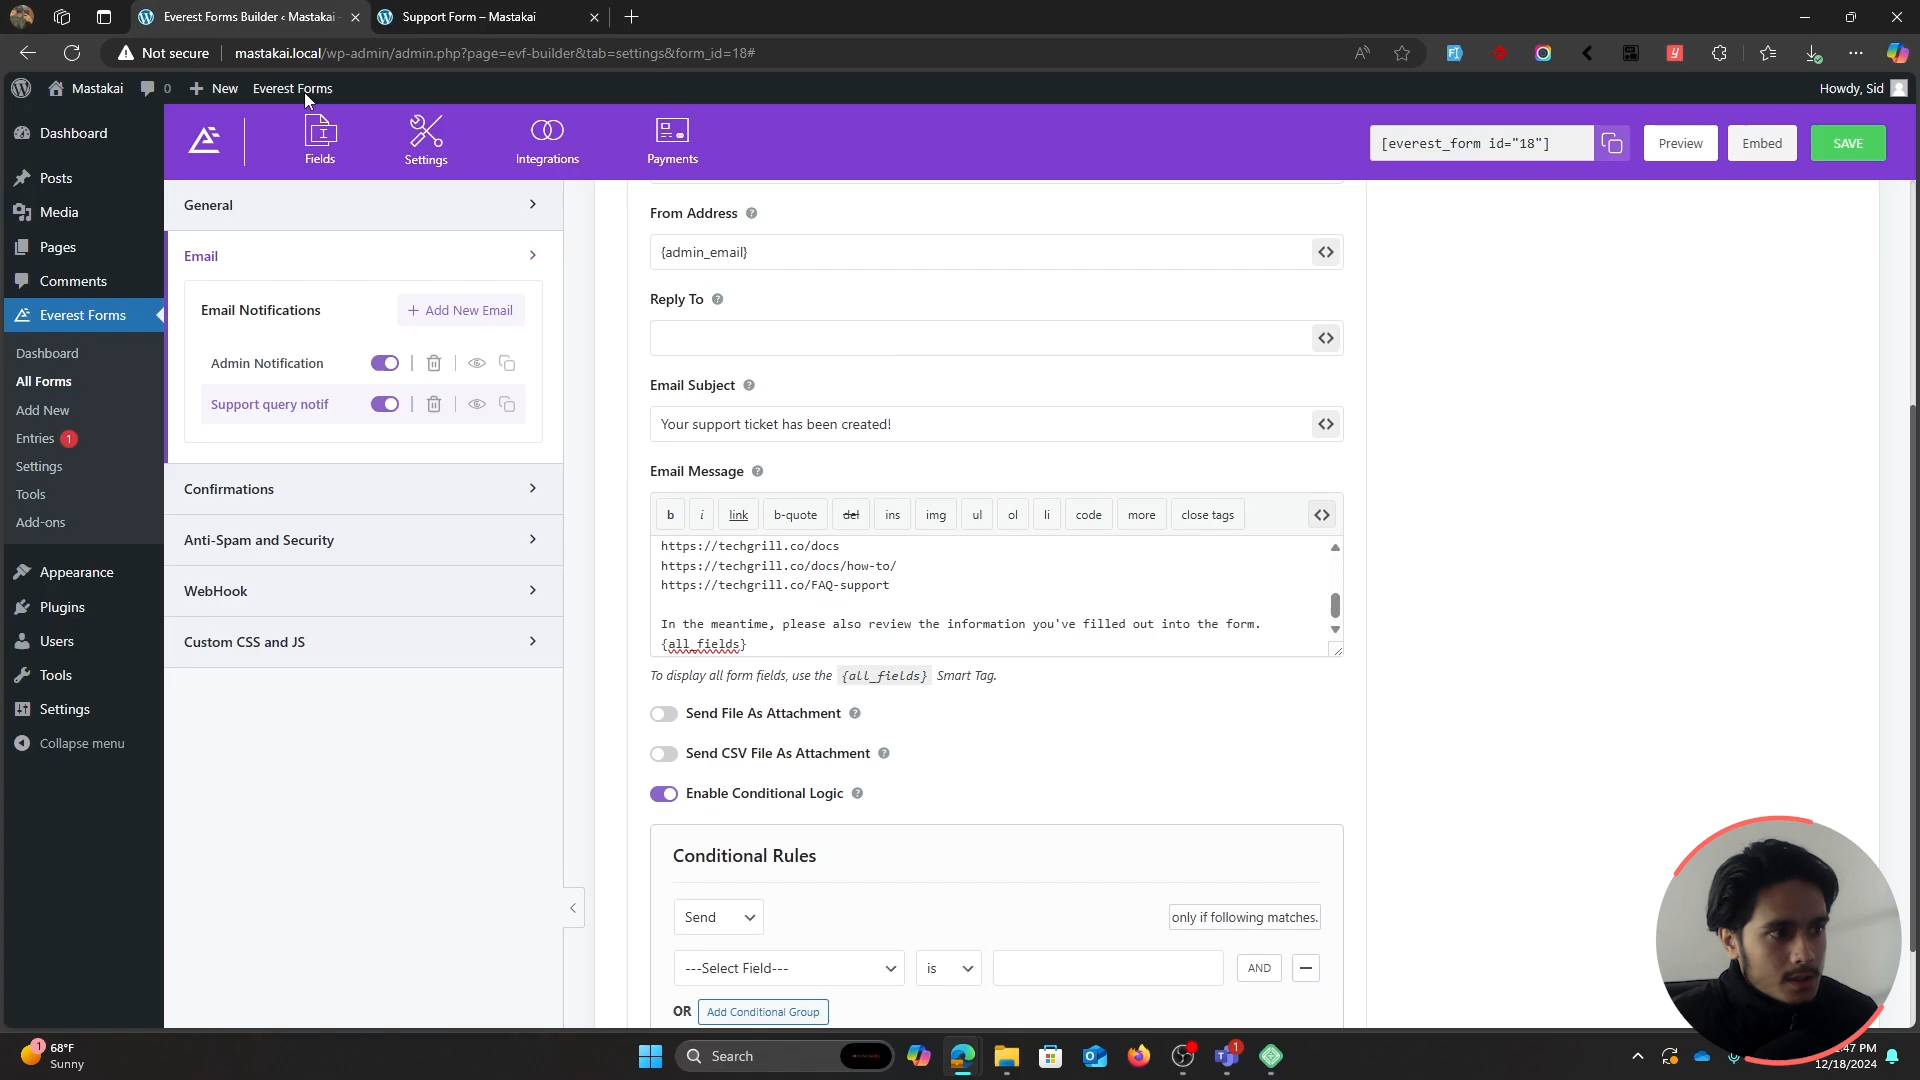 Everest Forms Builder ‹ Mastakai
Support Form – Mastakai
Not secure
mastakai.local/wp-admin/admin.php?page=evf-builder&tab=settings&form_id=18#
Mastakai
0
New
Everest Forms
Howdy, Sid
Dashboard
Posts
Media
Pages
Comments
Everest Forms
Dashboard
All Forms
Add New
Entries 1
Settings
Tools
Add-ons
Appearance
Plugins
Users
Tools
Settings
Collapse menu
Fields
Settings
Integrations
Payments
[everest_form id="18"]
Preview
Embed
SAVE
General
Email
Email Notifications
+ Add New Email
Admin Notification
Support query notif
Confirmations
Anti-Spam and Security
WebHook
Custom CSS and JS
From Address
{admin_email}
Reply To
Email Subject
Your support ticket has been created!
Email Message
b
i
link
b-quote
del
ins
img
ul
ol
li
code
more
close tags
https://techgrill.co/docs
https://techgrill.co/docs/how-to/
https://techgrill.co/FAQ-support
In the meantime, please also review the information you've filled out into the form.
{all_fields}
To display all form fields, use the {all_fields} Smart Tag.
Send File As Attachment
Send CSV File As Attachment
Enable Conditional Logic
Conditional Rules
Send
only if following matches.
---Select Field---
is
AND
OR
Add Conditional Group
1
68°F
Sunny
Search
1
:47 PM
12/18/2024